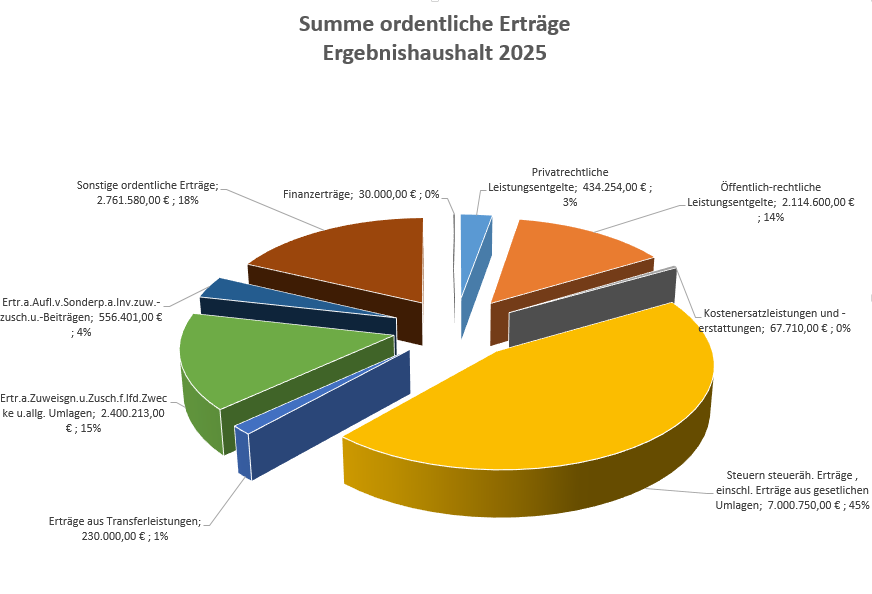 Summe ordentliche Erträge
Ergebnishaushalt 2025
Privatrechtliche
Leistungsentgelte; 434.254,00 € ;
3%
Öffentlich-rechtliche
Leistungsentgelte; 2.114.600,00 €
; 14%
Kostenersatzleistungen und -
erstattungen; 67.710,00 € ; 0%
Steuern steueräh. Erträge ,
einschl. Erträge aus gesetlichen
Umlagen; 7.000.750,00 € ; 45%
Erträge aus Transferleistungen;
230.000,00 € ; 1%
Ertr.a.Zuweisgn.u.Zusch.f.lfd.Zwec
ke u.allg. Umlagen; 2.400.213,00
€ ; 15%
Ertr.a.Aufl.v.Sonderp.a.Inv.zuw.-
zusch.u.-Beiträgen; 556.401,00 €
; 4%
Sonstige ordentliche Erträge;
2.761.580,00 € ; 18%
Finanzerträge; 30.000,00 € ; 0%